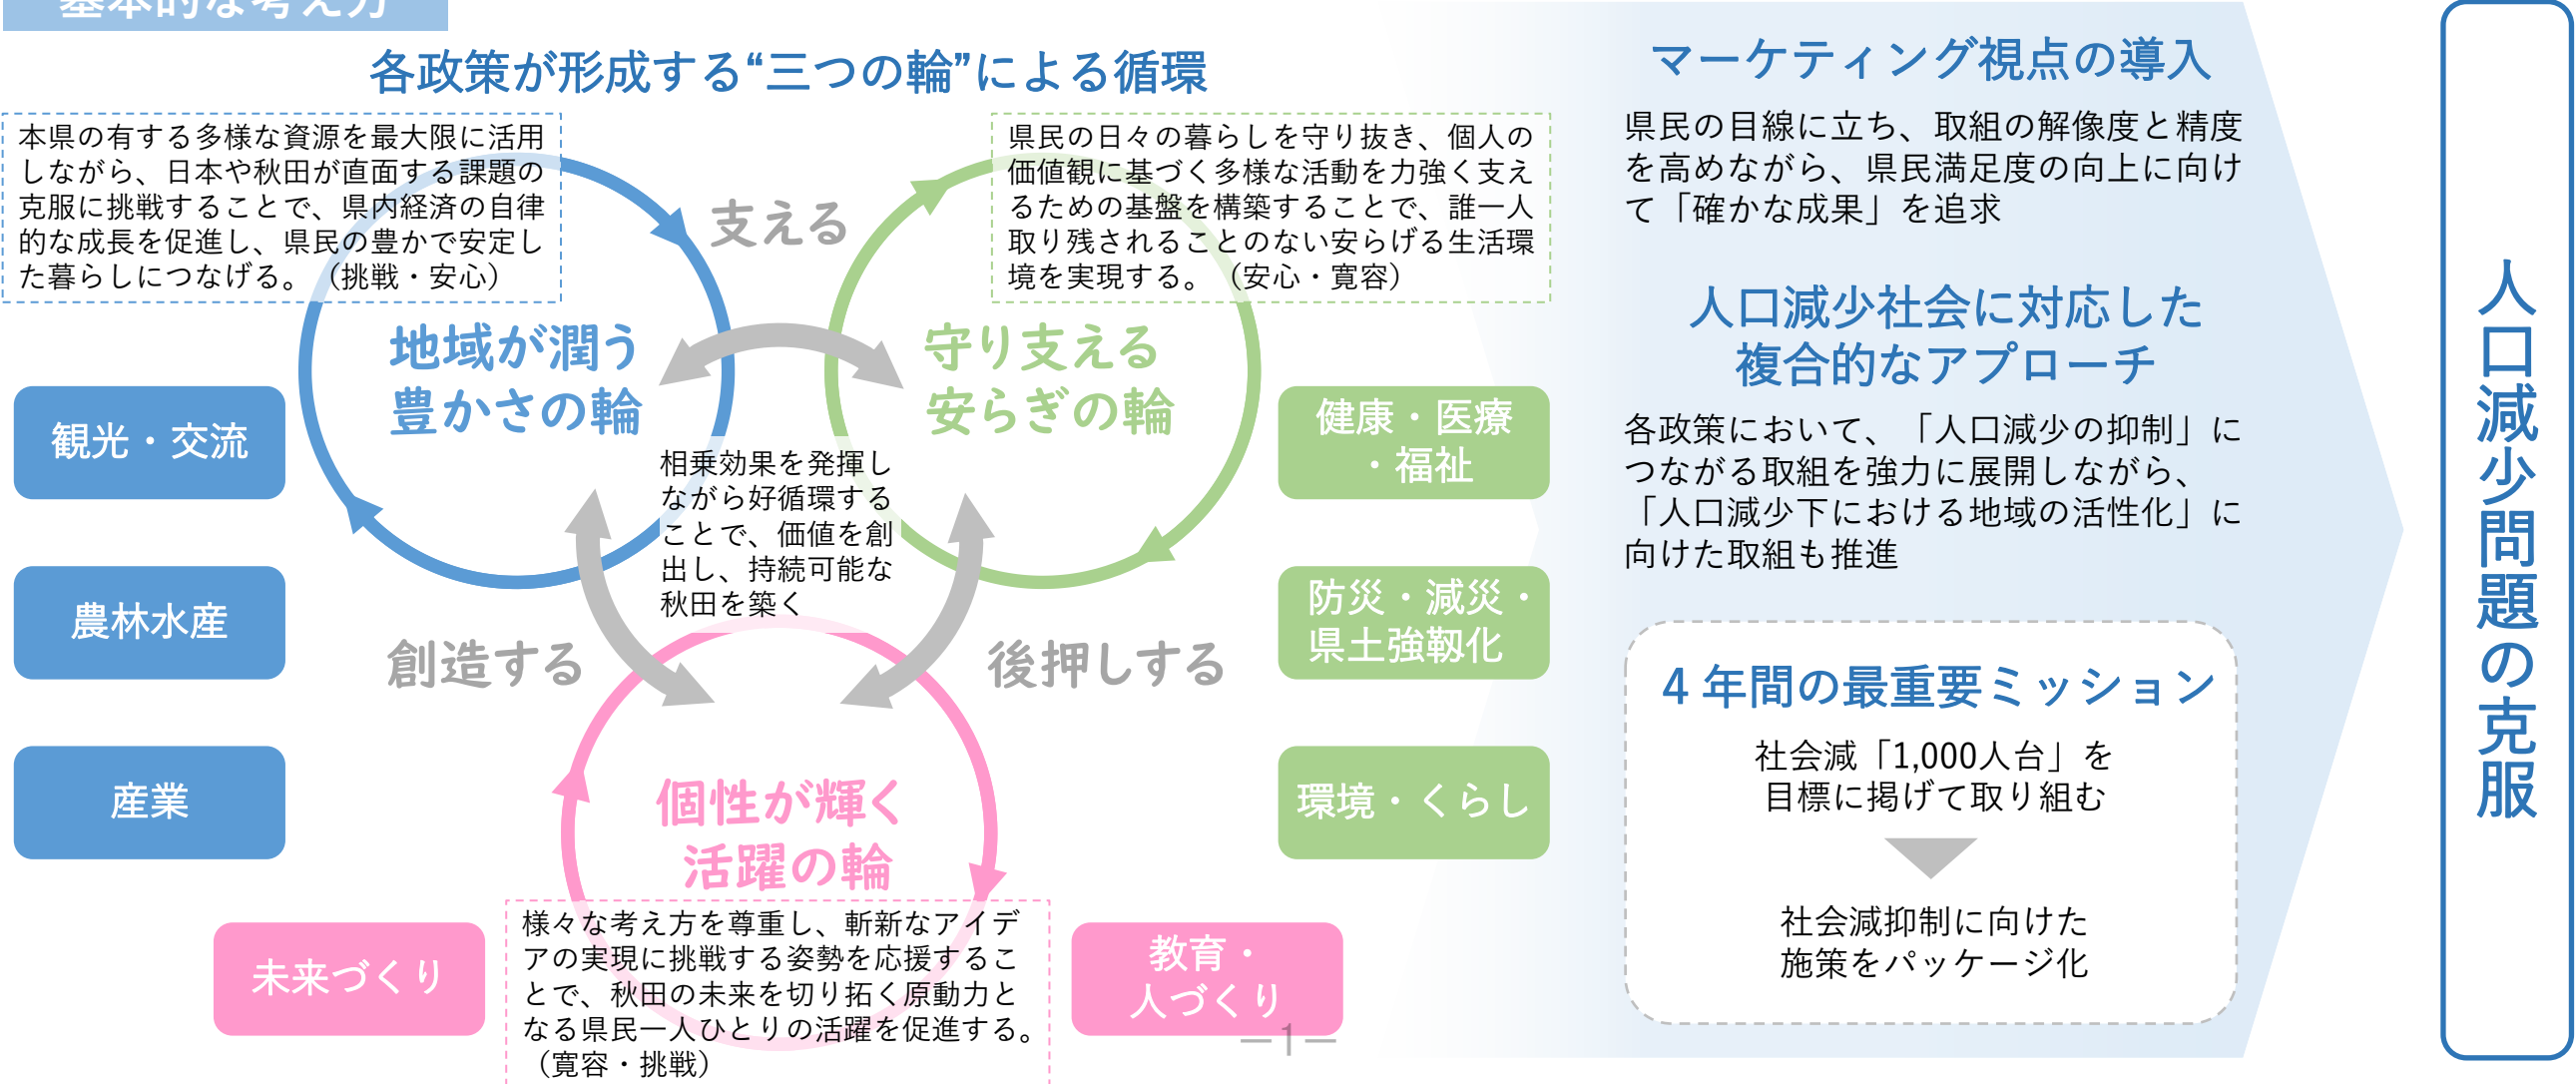 基本的な考え方
各政策が形成する“三つの輪”による循環
本県の有する多様な資源を最大限に活用
しながら、日本や秋田が直面する課題の
克服に挑戦することで、県内経済の自律
的な成長を促進し、県民の豊かで安定し
た暮らしにつなげる。（挑戦・安心）
県民の日々の暮らしを守り抜き、個人の
価値観に基づく多様な活動を力強く支え
るための基盤を構築することで、誰一人
取り残されることのない安らげる生活環
境を実現する。（安心・寛容）
支える
地域が潤う
豊かさの輪
守り支える
安らぎの輪
観光・交流
農林水産
産業
健康・医療
・福祉
防災・減災・
県土強靱化
環境・くらし
相乗効果を発揮し
ながら好循環する
ことで、価値を創
出し、持続可能な
秋田を築く
創造する
後押しする
個性が輝く
活躍の輪
未来づくり
様々な考え方を尊重し、斬新なアイデ
アの実現に挑戦する姿勢を応援するこ
とで、秋田の未来を切り拓く原動力と
なる県民一人ひとりの活躍を促進する。
（寛容・挑戦）
教育・
人づくり
―1―
マーケティング視点の導入
県民の目線に立ち、取組の解像度と精度
を高めながら、県民満足度の向上に向け
て「確かな成果」を追求
人口減少社会に対応した
複合的なアプローチ
各政策において、「人口減少の抑制」に
つながる取組を強力に展開しながら、
「人口減少下における地域の活性化」に
向けた取組も推進
4 年間の最重要ミッション
社会減「1,000人台」を
目標に掲げて取り組む
社会減抑制に向けた
施策をパッケージ化
人口減少問題の克服